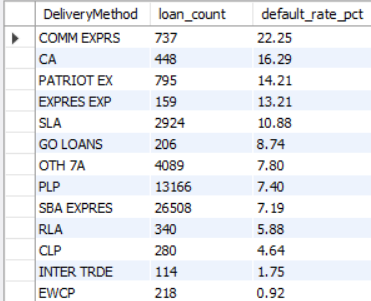 DeliveryMethod loan_count default_rate_pct
COMM EXPRS 737 22.25
CA 448 16.29
PATRIOT EX 795 14.21
EXPRES EXP 159 13.21
SLA 2924 10.88
GO LOANS 206 8.74
OTH 7A 4089 7.80
PLP 13166 7.40
SBA EXPRES 26508 7.19
RLA 340 5.88
CLP 280 4.64
INTER TRDE 114 1.75
EWCP 218 0.92